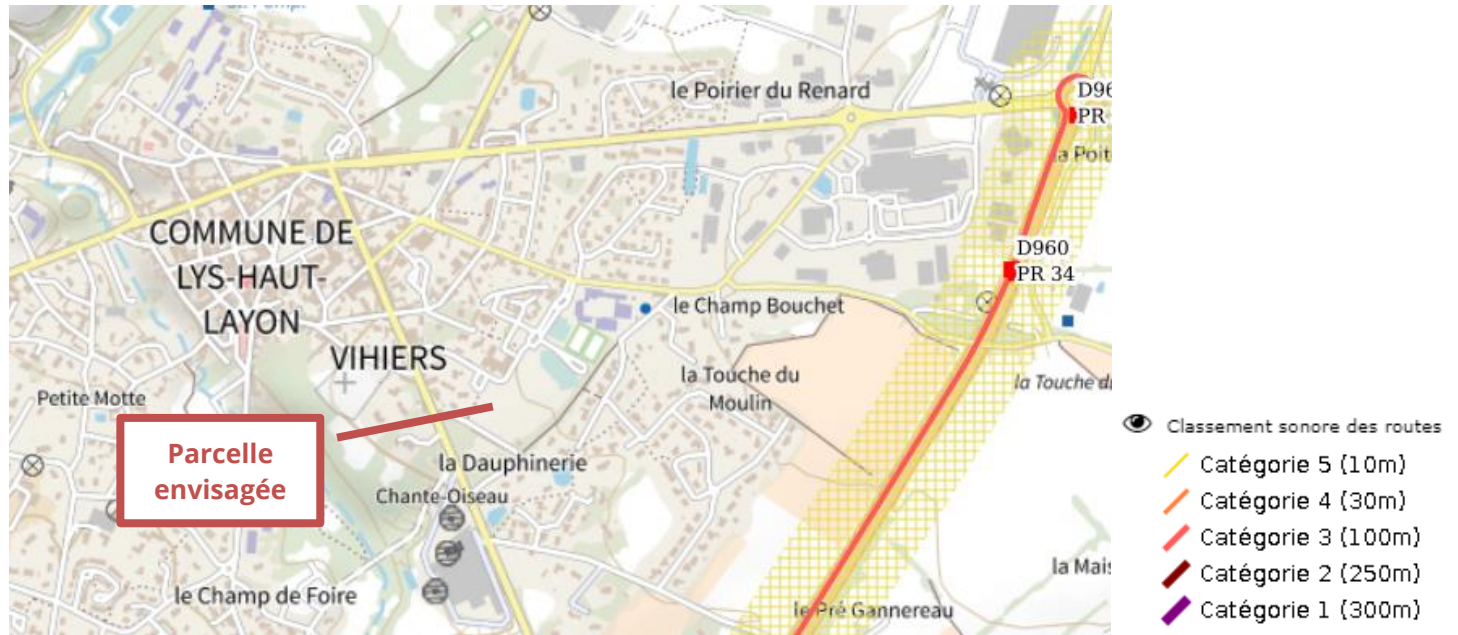 le Poirier du Renard
D96
PR
la Poit
COMMUNE DE
LYS-HAUT-
LAYON
D960
PR 34
le Champ Bouchet
VIHIERS
la Touche du
Moulin
la Touche d
Petite Motte
Parcelle
envisagée
la Dauphinerie
Chante-Oiseau
le Champ de Foire
la Mais
le Pré Gannereau
Classement sonore des routes
Catégorie 5 (10m)
Catégorie 4 (30m)
Catégorie 3 (100m)
Catégorie 2 (250m)
Catégorie 1 (300m)